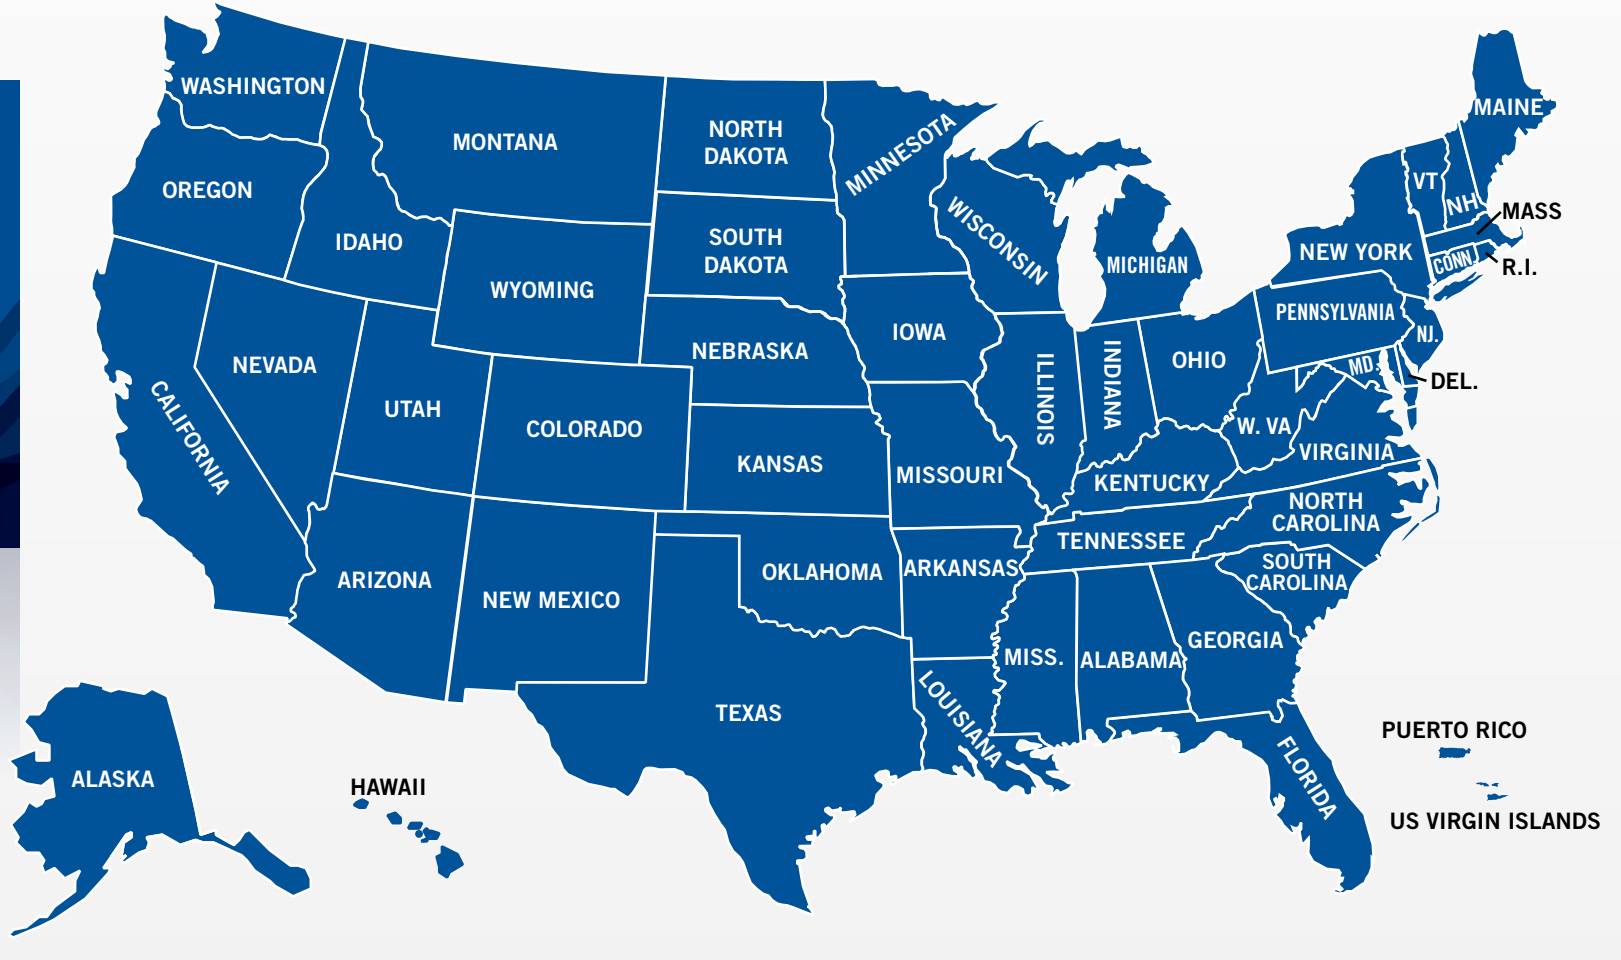 WASHINGTON
MONTANA
NORTH
DAKOTA
MINNESOTA
MAINE
OREGON
IDAHO
WYOMING
SOUTH
DAKOTA
WISCONSIN
MICHIGAN
VT
NH
MASS
NEW YORK
CONN.
R.I.
CALIFORNIA
NEVADA
UTAH
COLORADO
NEBRASKA
IOWA
ILLINOIS
INDIANA
OHIO
PENNSYLVANIA
NJ.
MD.
DEL.
KANSAS
MISSOURI
KENTUCKY
W. VA
VIRGINIA
ARIZONA
NEW MEXICO
OKLAHOMA
ARKANSAS
TENNESSEE
NORTH
CAROLINA
SOUTH
CAROLINA
TEXAS
LOUISIANA
MISS.
ALABAMA
GEORGIA
FLORIDA
ALASKA
HAWAII
PUERTO RICO
US VIRGIN ISLANDS